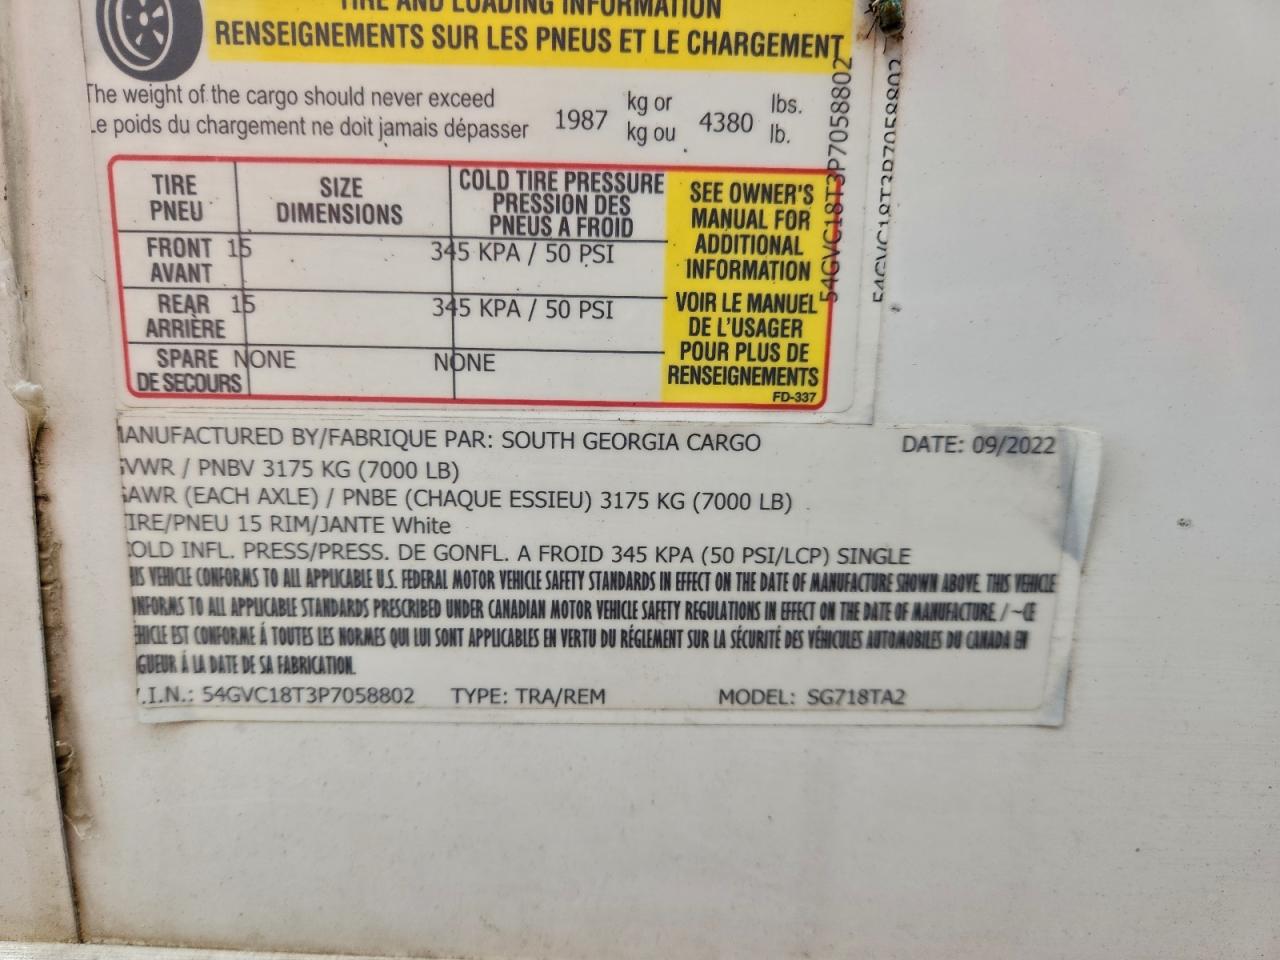 TIRE AND LOADING INFORMATION
RENSEIGNEMENTS SUR LES PNEUS ET LE CHARGEMENT
The weight of the cargo should never exceed 1987 kg or 4380 lbs.
Le poids du chargement ne doit jamais dépasser kg ou lb.
TIRE PNEU
SIZE DIMENSIONS
COLD TIRE PRESSURE PRESSION DES PNEUS A FROID
FRONT AVANT 15 345 KPA / 50 PSI
REAR ARRIÈRE 15 345 KPA / 50 PSI
SPARE DE SECOURS NONE NONE
SEE OWNER'S
MANUAL FOR
ADDITIONAL
INFORMATION
VOIR LE MANUEL
DE L'USAGER
POUR PLUS DE
RENSEIGNEMENTS
FD-337
54GVC18T3P7058802
54GVC18T3P7058802
MANUFACTURED BY/FABRIQUE PAR: SOUTH GEORGIA CARGO DATE: 09/2022
GVWR / PNBV 3175 KG (7000 LB)
GAWR (EACH AXLE) / PNBE (CHAQUE ESSIEU) 3175 KG (7000 LB)
TIRE/PNEU 15 RIM/JANTE White
COLD INFL. PRESS/PRESS. DE GONFL. A FROID 345 KPA (50 PSI/LCP) SINGLE
HIS VEHICLE CONFORMS TO ALL APPLICABLE U.S. FEDERAL MOTOR VEHICLE SAFETY STANDARDS IN EFFECT ON THE DATE OF MANUFACTURE SHOWN ABOVE. THIS VEHICLE
ONFORMS TO ALL APPLICABLE STANDARDS PRESCRIBED UNDER CANADIAN MOTOR VEHICLE SAFETY REGULATIONS IN EFFECT ON THE DATE OF MANUFACTURE. / ~CE
EHICLE EST CONFORME À TOUTES LES NORMES QUI LUI SONT APPLICABLES EN VERTU DU RÉGLEMENT SUR LA SÉCURITÉ DES VÉHICULES AUTOMOBILES DU CANADA EN
IGUEUR À LA DATE DE SA FABRICATION.
V.I.N.: 54GVC18T3P7058802 TYPE: TRA/REM MODEL: SG718TA2